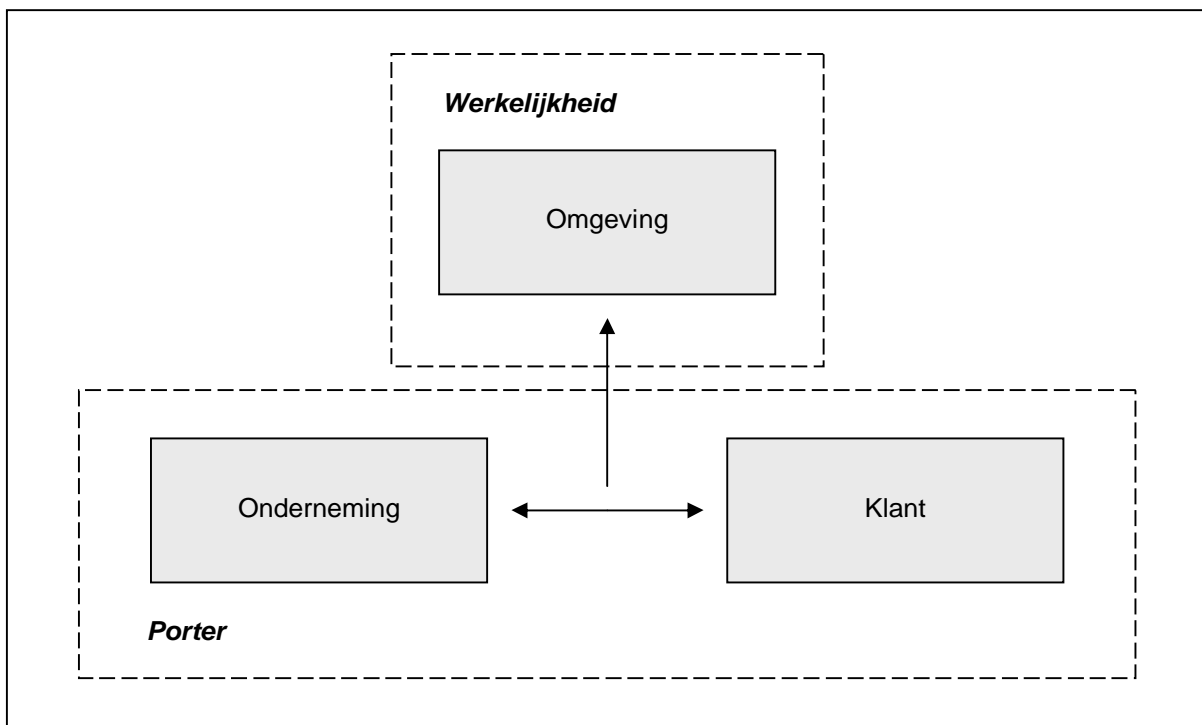 Werkelijkheid
Omgeving
Onderneming
Klant
Porter